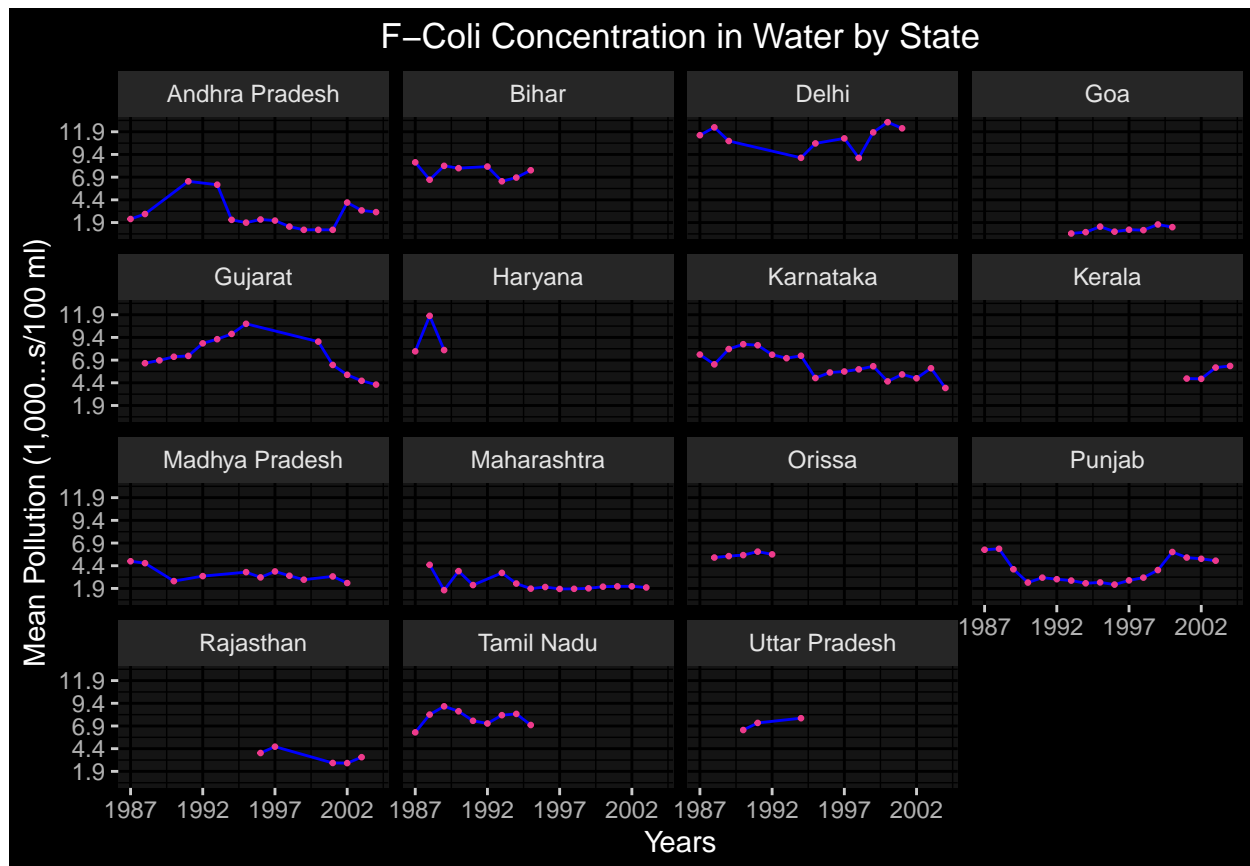 F−Coli Concentration in Water by State
Andhra Pradesh Bihar Delhi Goa
11.9
9.4
6.9
4.4
1.9
Gujarat Haryana Karnataka Kerala
11.9
9.4
6.9
4.4
1.9
Madhya Pradesh Maharashtra Orissa Punjab
11.9
9.4
6.9
4.4
1.9
1987 1992 1997 2002
Rajasthan Tamil Nadu Uttar Pradesh
11.9
9.4
6.9
4.4
1.9
1987 1992 1997 2002 1987 1992 1997 2002 1987 1992 1997 2002
Years
Mean Pollution (1,000...s/100 ml)